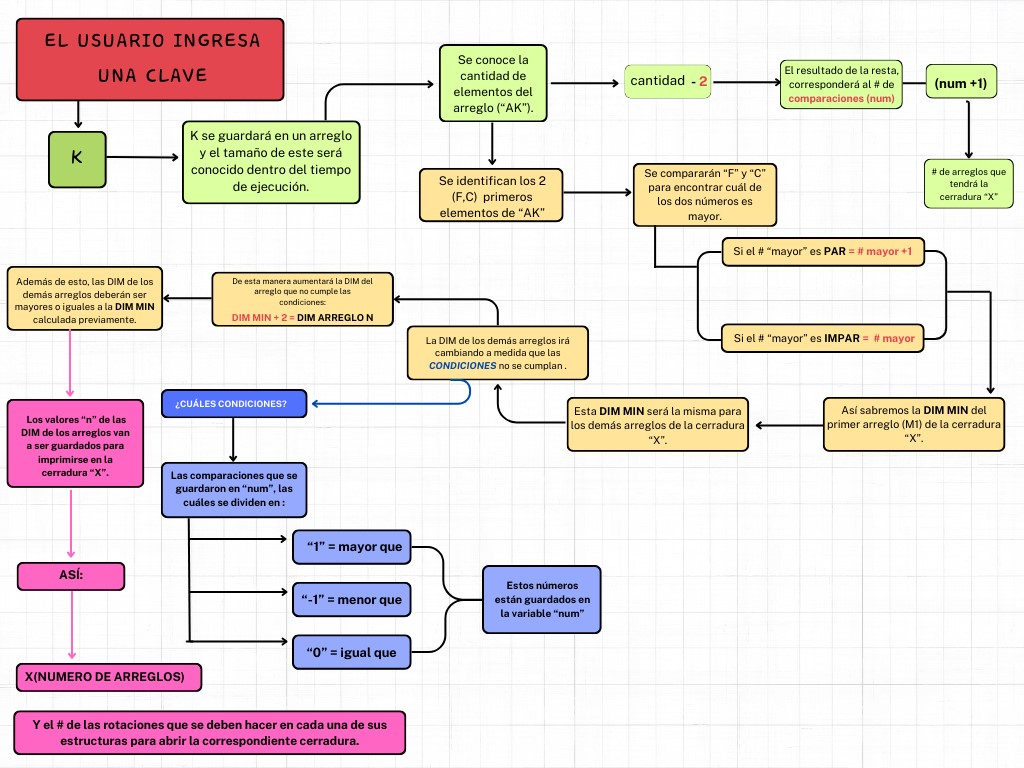 EL USUARIO INGRESA
UNA CLAVE
K
K se guardará en un arreglo
y el tamaño de este será
conocido dentro del tiempo
de ejecución.
Se conoce la
cantidad de
elementos del
arreglo (“AK”).
cantidad - 2
El resultado de la resta,
corresponderá al # de
comparaciones (num)
(num +1)
# de arreglos que
tendrá la
cerradura “X”
Se identifican los 2
(F,C) primeros
elementos de “AK”
Se compararán “F” y “C”
para encontrar cuál de
los dos números es
mayor.
Si el # “mayor” es PAR = # mayor +1
Si el # “mayor” es IMPAR = # mayor
Así sabremos la DIM MIN del
primer arreglo (M1) de la cerradura
“X”.
Esta DIM MIN será la misma para
los demás arreglos de la cerradura
“X”.
La DIM de los demás arreglos irá
cambiando a medida que las
CONDICIONES no se cumplan .
De esta manera aumentará la DIM del
arreglo que no cumple las
condiciones:
DIM MIN + 2 = DIM ARREGLO N
Además de esto, las DIM de los
demás arreglos deberán ser
mayores o iguales a la DIM MIN
calculada previamente.
¿CUÁLES CONDICIONES?
Las comparaciones que se
guardaron en “num”, las
cuáles se dividen en :
“1” = mayor que
“-1” = menor que
“0” = igual que
Estos números
están guardados en
la variable “num”
Los valores “n” de las
DIM de los arreglos van
a ser guardados para
imprimirse en la
cerradura “X”.
ASÍ:
X(NUMERO DE ARREGLOS)
Y el # de las rotaciones que se deben hacer en cada una de sus
estructuras para abrir la correspondiente cerradura.